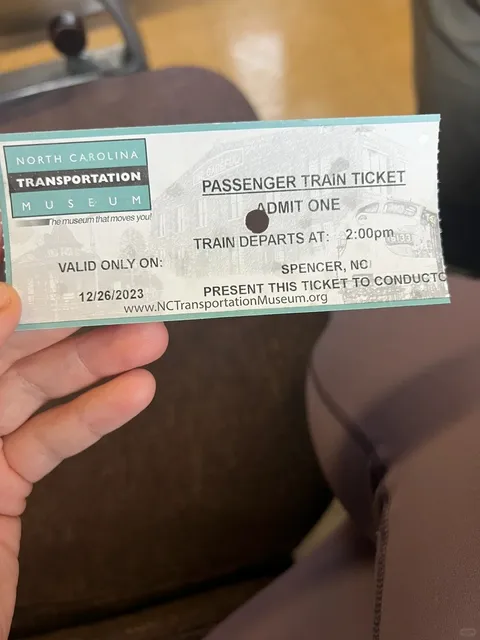 NORTH CAROLINA
TRANSPORTATION
MUSEUM
The museum that moves you!
PASSENGER TRAIN TICKET
ADMIT ONE
TRAIN DEPARTS AT: 2:00pm
VALID ONLY ON:
SPENCER, NC
12/26/2023
PRESENT THIS TICKET TO CONDUCTO
www.NCTransportationMuseum.org